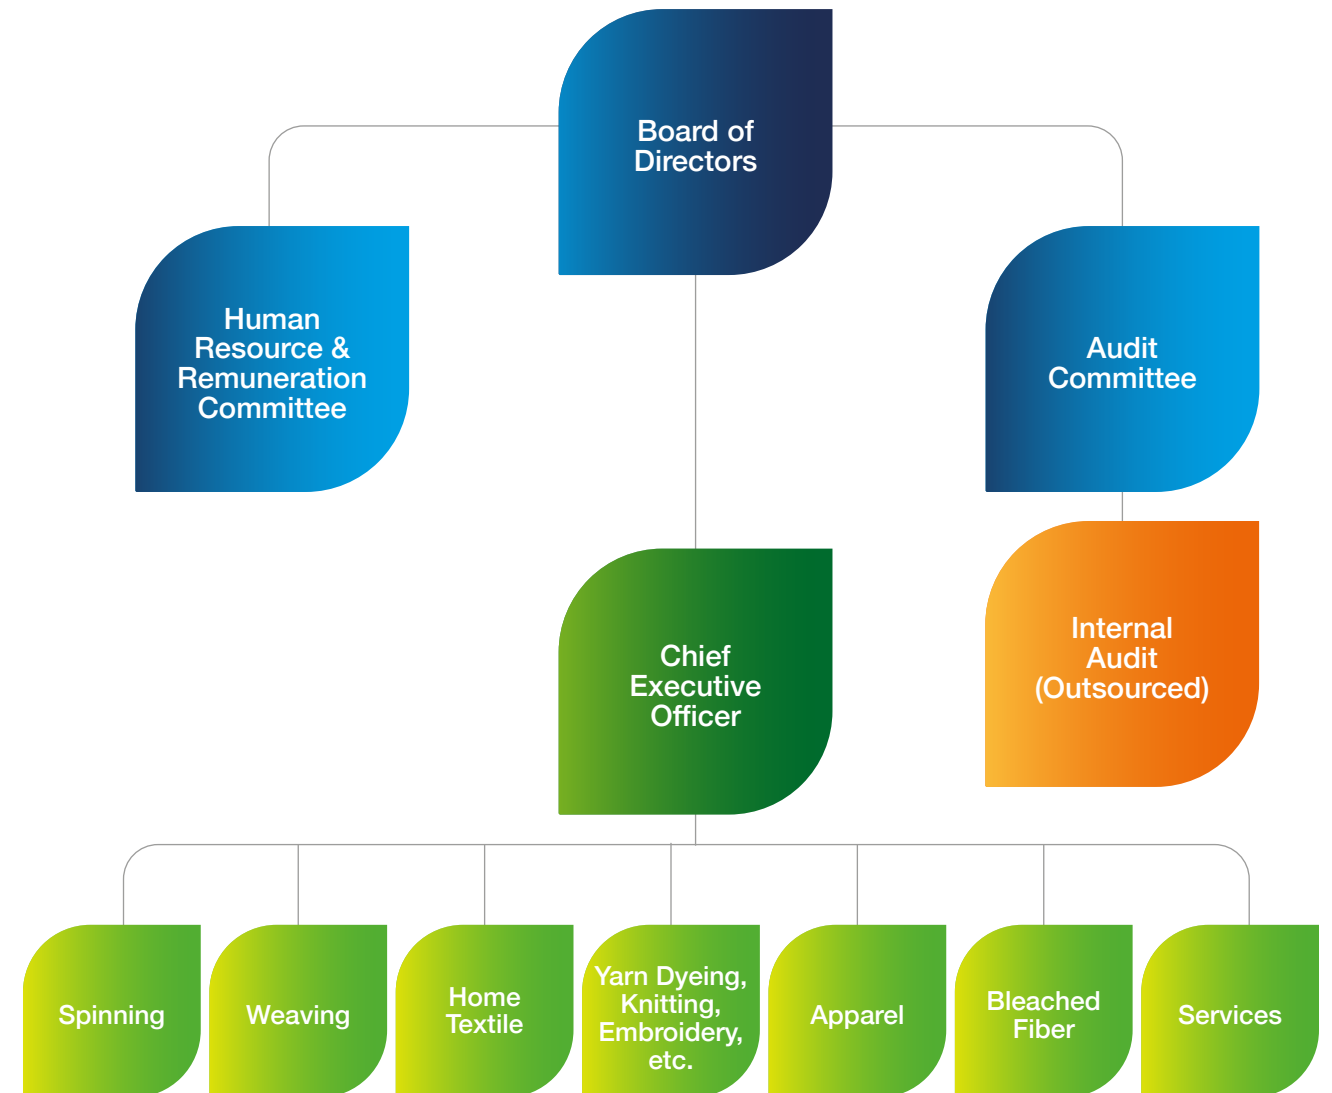 Board of
Directors
Human
Resource &
Remuneration
Committee
Audit
Committee
Chief
Executive
Officer
Internal
Audit
(Outsourced)
Spinning
Weaving
Home
Textile
Yarn Dyeing,
Knitting,
Embroidery,
etc.
Apparel
Bleached
Fiber
Services